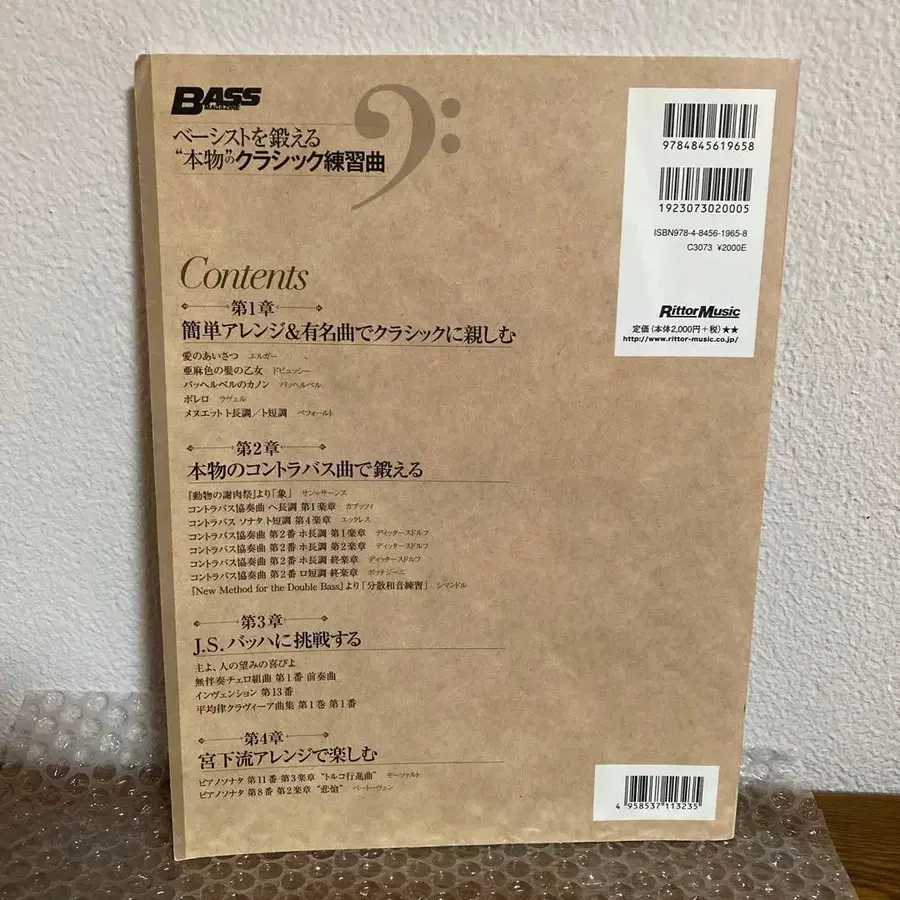 BASS
MAGAZINE
ベーシストを鍛える
“本物”のクラシック練習曲
9784845619658
1923073020005
ISBN978-4-8456-1965-8
C3073 ¥2000E
RittorMusic
定価(本体2,000円+税)★★
http://www.rittor-music.co.jp/
Contents
第1章
簡単アレンジ&有名曲でクラシックに親しむ
愛のあいさつ エルガー
亜麻色の髪の乙女 ドビュッシー
パッヘルベルのカノン パッヘルベル
ボレロ ラヴェル
メヌエット ト長調/ト短調 ペツォールト
第2章
本物のコントラバス曲で鍛える
『動物の謝肉祭』より「象」 サン=サーンス
コントラバス協奏曲 ヘ長調 第1楽章 カプッツィ
コントラバス ソナタ ト短調 第4楽章 エックレス
コントラバス協奏曲 第2番 ホ長調 第1楽章 ディッタースドルフ
コントラバス協奏曲 第2番 ホ長調 第2楽章 ディッタースドルフ
コントラバス協奏曲 第2番 ホ長調 終楽章 ディッタースドルフ
コントラバス協奏曲 第2番 ロ短調 終楽章 ボッテジーニ
『New Method for the Double Bass』より「分散和音練習」 シマンドル
第3章
J.S.バッハに挑戦する
主よ、人の望みの喜びよ
無伴奏チェロ組曲 第1番 前奏曲
インヴェンション 第13番
平均律クラヴィーア曲集 第1巻 第1番
第4章
宮下流アレンジで楽しむ
ピアノソナタ 第11番 第3楽章 “トルコ行進曲” モーツァルト
ピアノソナタ 第8番 第2楽章 “悲愴” ベートーヴェン
4 958537 113235